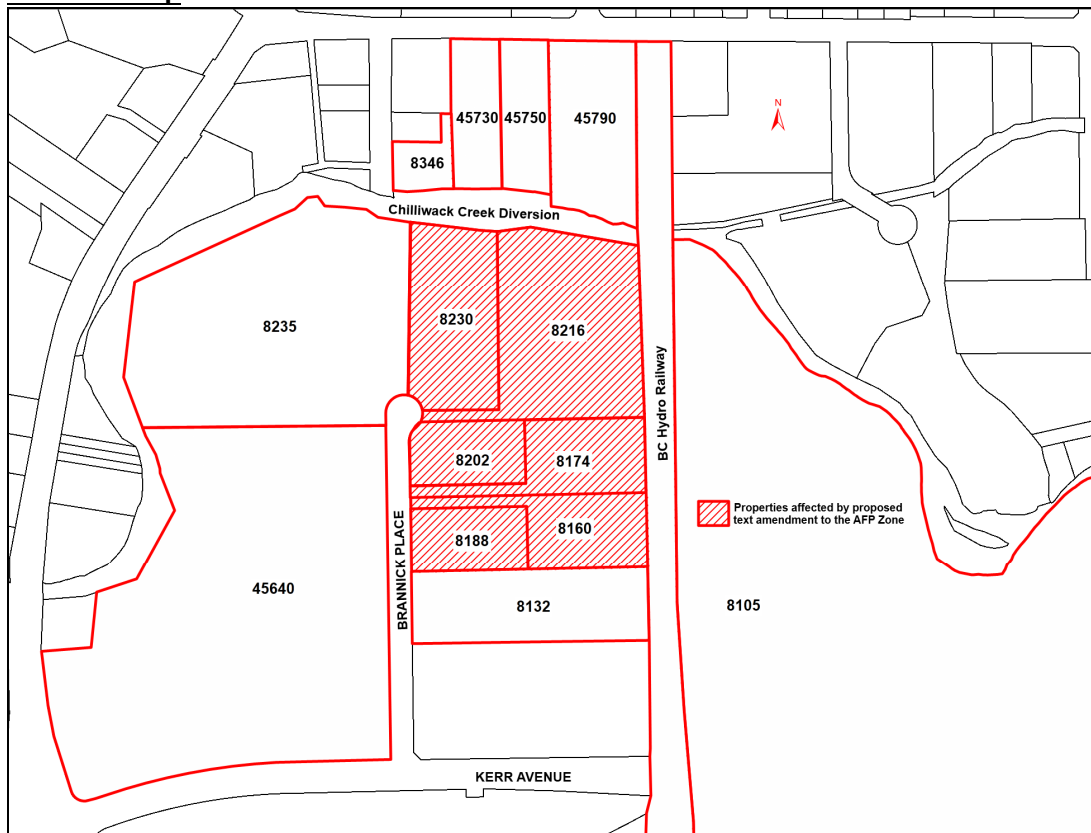 N
45730
45750
45790
8346
Chilliwack Creek Diversion
8235
8230
8216
BC Hydro Railway
8202
8174
Properties affected by proposed
text amendment to the AFP Zone
8188
8160
BRANNICK PLACE
45640
8132
8105
KERR AVENUE